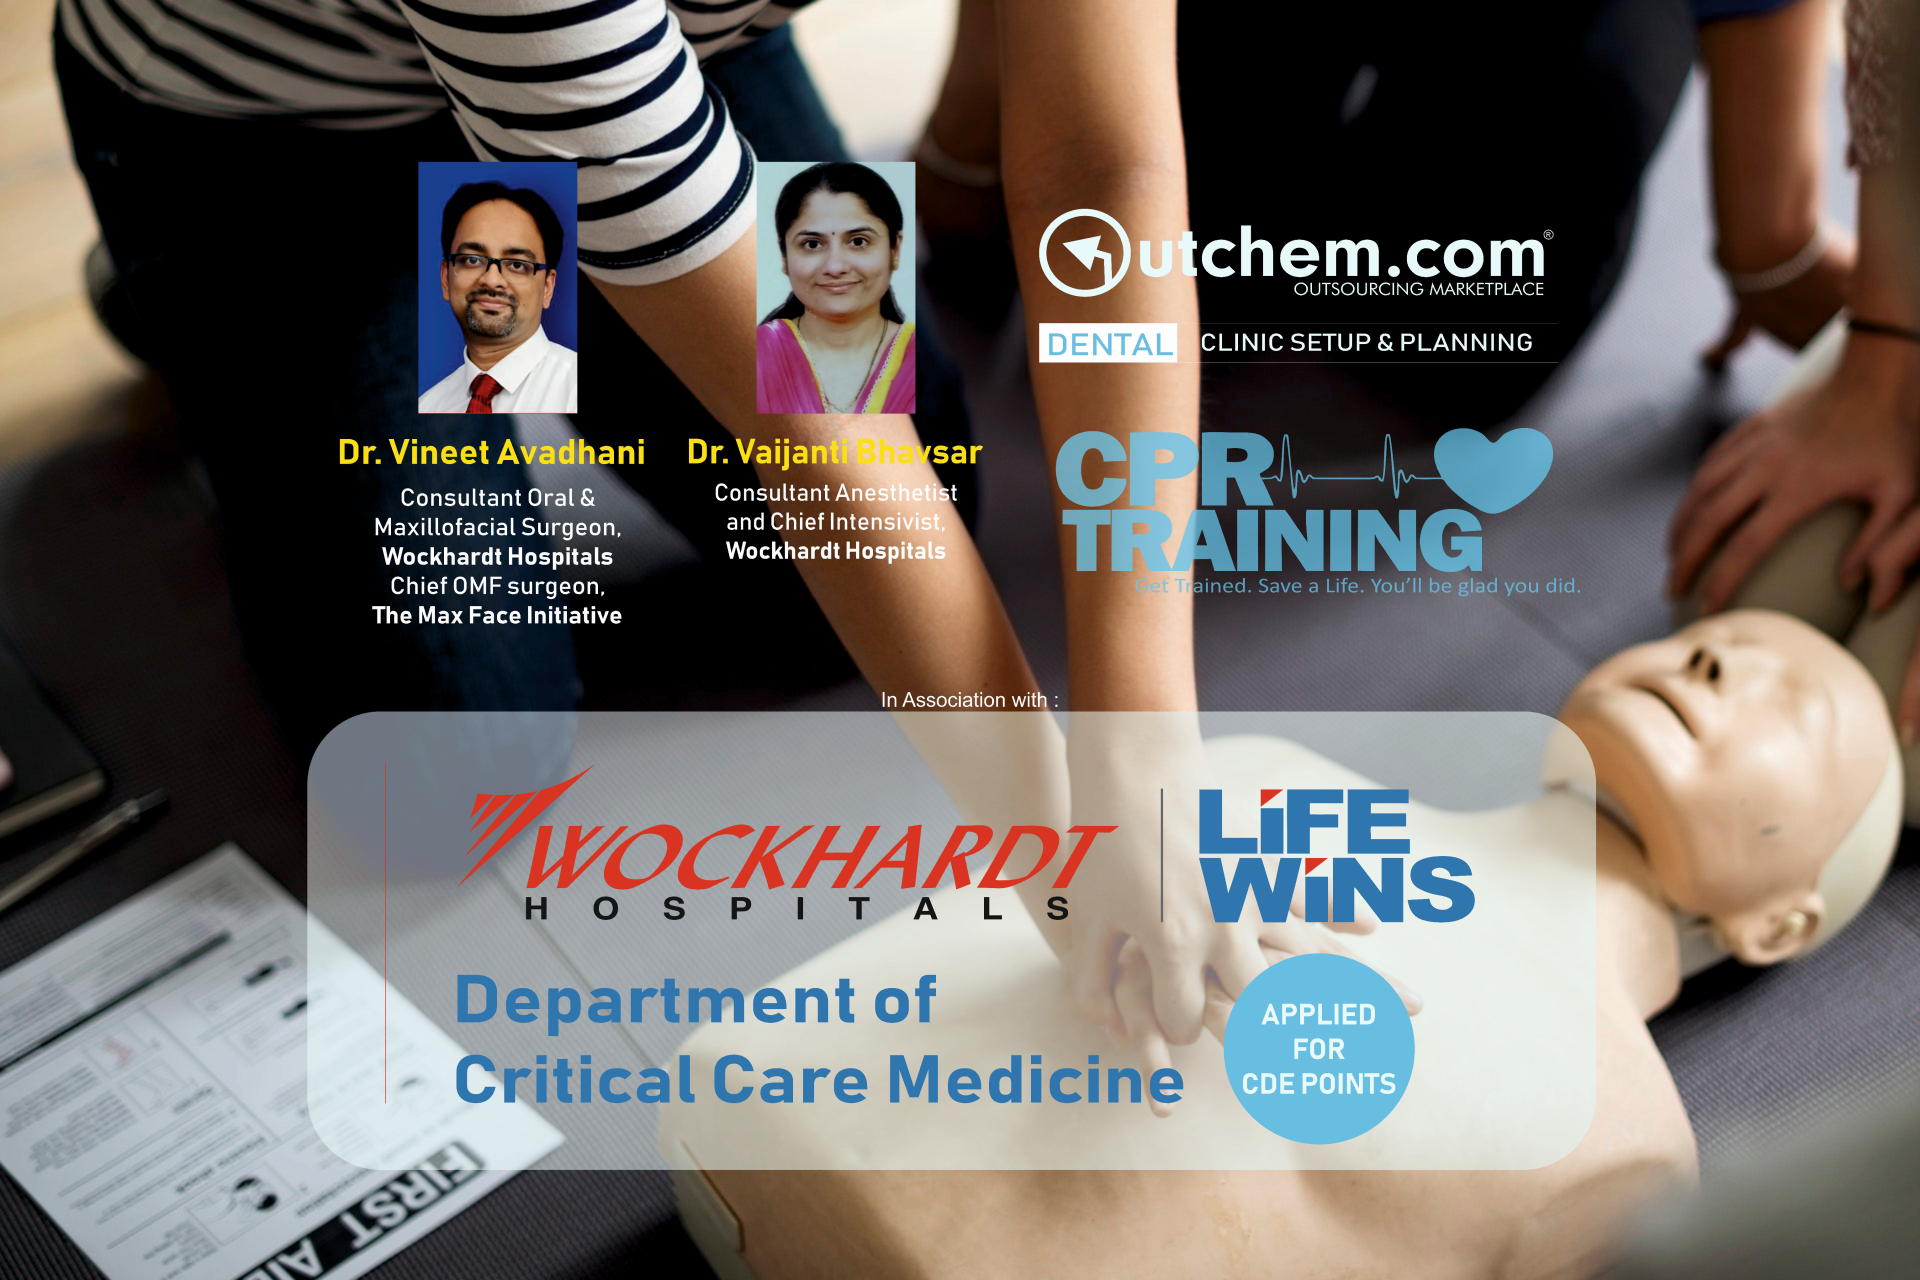 Dr. Vineet Avadhani
Consultant Oral &
Maxillofacial Surgeon,
Wockhardt Hospitals
Chief OMF surgeon,
The Max Face Initiative
Dr. Vaijanti Bhavsar
Consultant Anesthetist
and Chief Intensivist,
Wockhardt Hospitals
Outchem.com®
OUTSOURCING MARKETPLACE
DENTAL CLINIC SETUP & PLANNING
CPR
TRAINING
Get Trained. Save a Life. You'll be glad you did.
In Association with :
WOCKHARDT
HOSPITALS
LiFE
WiNS
Department of
Critical Care Medicine
APPLIED
FOR
CDE POINTS
FIRST AID